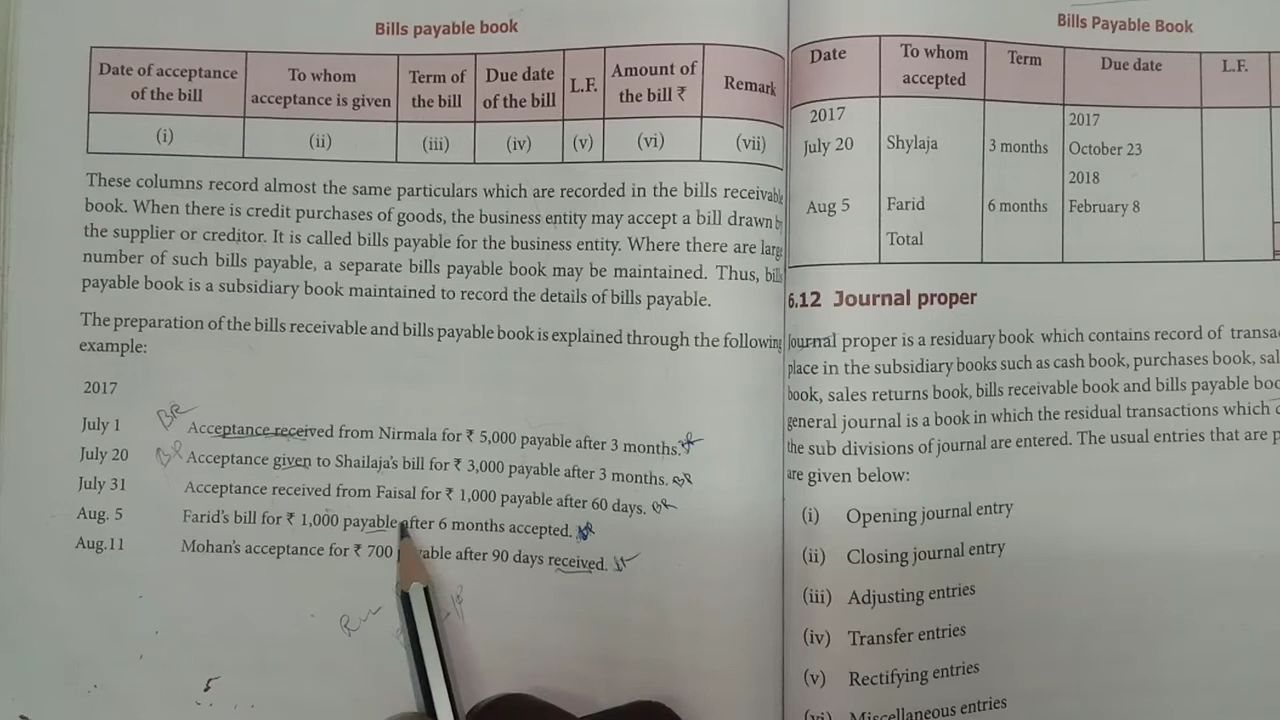 Bills payable book
Date of acceptance of the bill | To whom acceptance is given | Term of the bill | Due date of the bill | L.F. | Amount of the bill ₹ | Remark
(i) | (ii) | (iii) | (iv) | (v) | (vi) | (vii)
These columns record almost the same particulars which are recorded in the bills receivable
book. When there is credit purchases of goods, the business entity may accept a bill drawn by
the supplier or creditor. It is called bills payable for the business entity. Where there are large
number of such bills payable, a separate bills payable book may be maintained. Thus, bills
payable book is a subsidiary book maintained to record the details of bills payable.
The preparation of the bills receivable and bills payable book is explained through the following
example:
2017
July 1 BR Acceptance received from Nirmala for ₹ 5,000 payable after 3 months.
July 20 Acceptance given to Shailaja's bill for ₹ 3,000 payable after 3 months.
July 31 Acceptance received from Faisal for ₹ 1,000 payable after 60 days.
Aug. 5 Farid's bill for ₹ 1,000 payable after 6 months accepted.
Aug.11 Mohan's acceptance for ₹ 700 payable after 90 days received.
5
Bills Payable Book
Date | To whom accepted | Term | Due date | L.F.
2017 | 2017
July 20 | Shylaja | 3 months | October 23
2018
Aug 5 | Farid | 6 months | February 8
Total
6.12 Journal proper
Journal proper is a residuary book which contains record of transa
place in the subsidiary books such as cash book, purchases book, sal
book, sales returns book, bills receivable book and bills payable boo
general journal is a book in which the residual transactions which
the sub divisions of journal are entered. The usual entries that are p
are given below:
(i) Opening journal entry
(ii) Closing journal entry
(iii) Adjusting entries
(iv) Transfer entries
(v) Rectifying entries
(vi) Miscellaneous entries